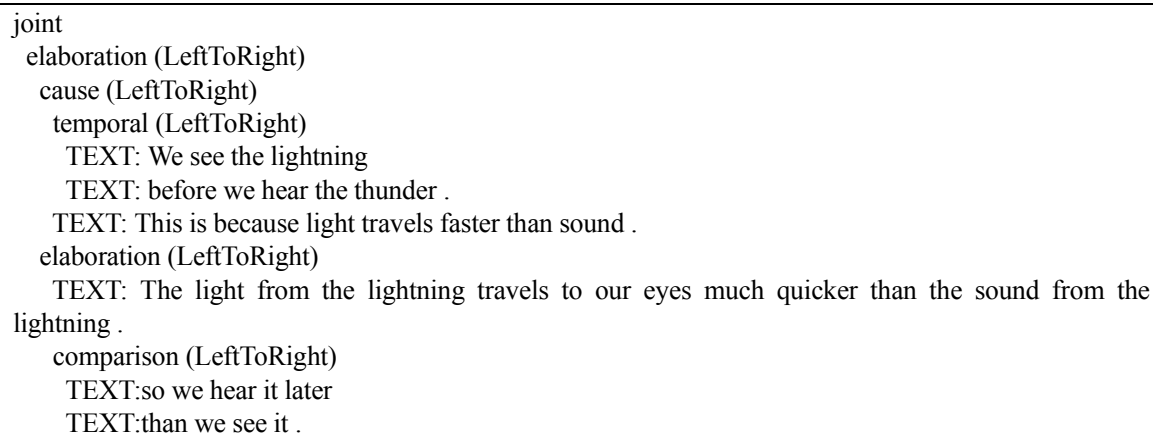 joint
elaboration (LeftToRight)
cause (LeftToRight)
temporal (LeftToRight)
TEXT: We see the lightning
TEXT: before we hear the thunder .
TEXT: This is because light travels faster than sound .
elaboration (LeftToRight)
TEXT: The light from the lightning travels to our eyes much quicker than the sound from the
lightning .
comparison (LeftToRight)
TEXT:so we hear it later
TEXT:than we see it .